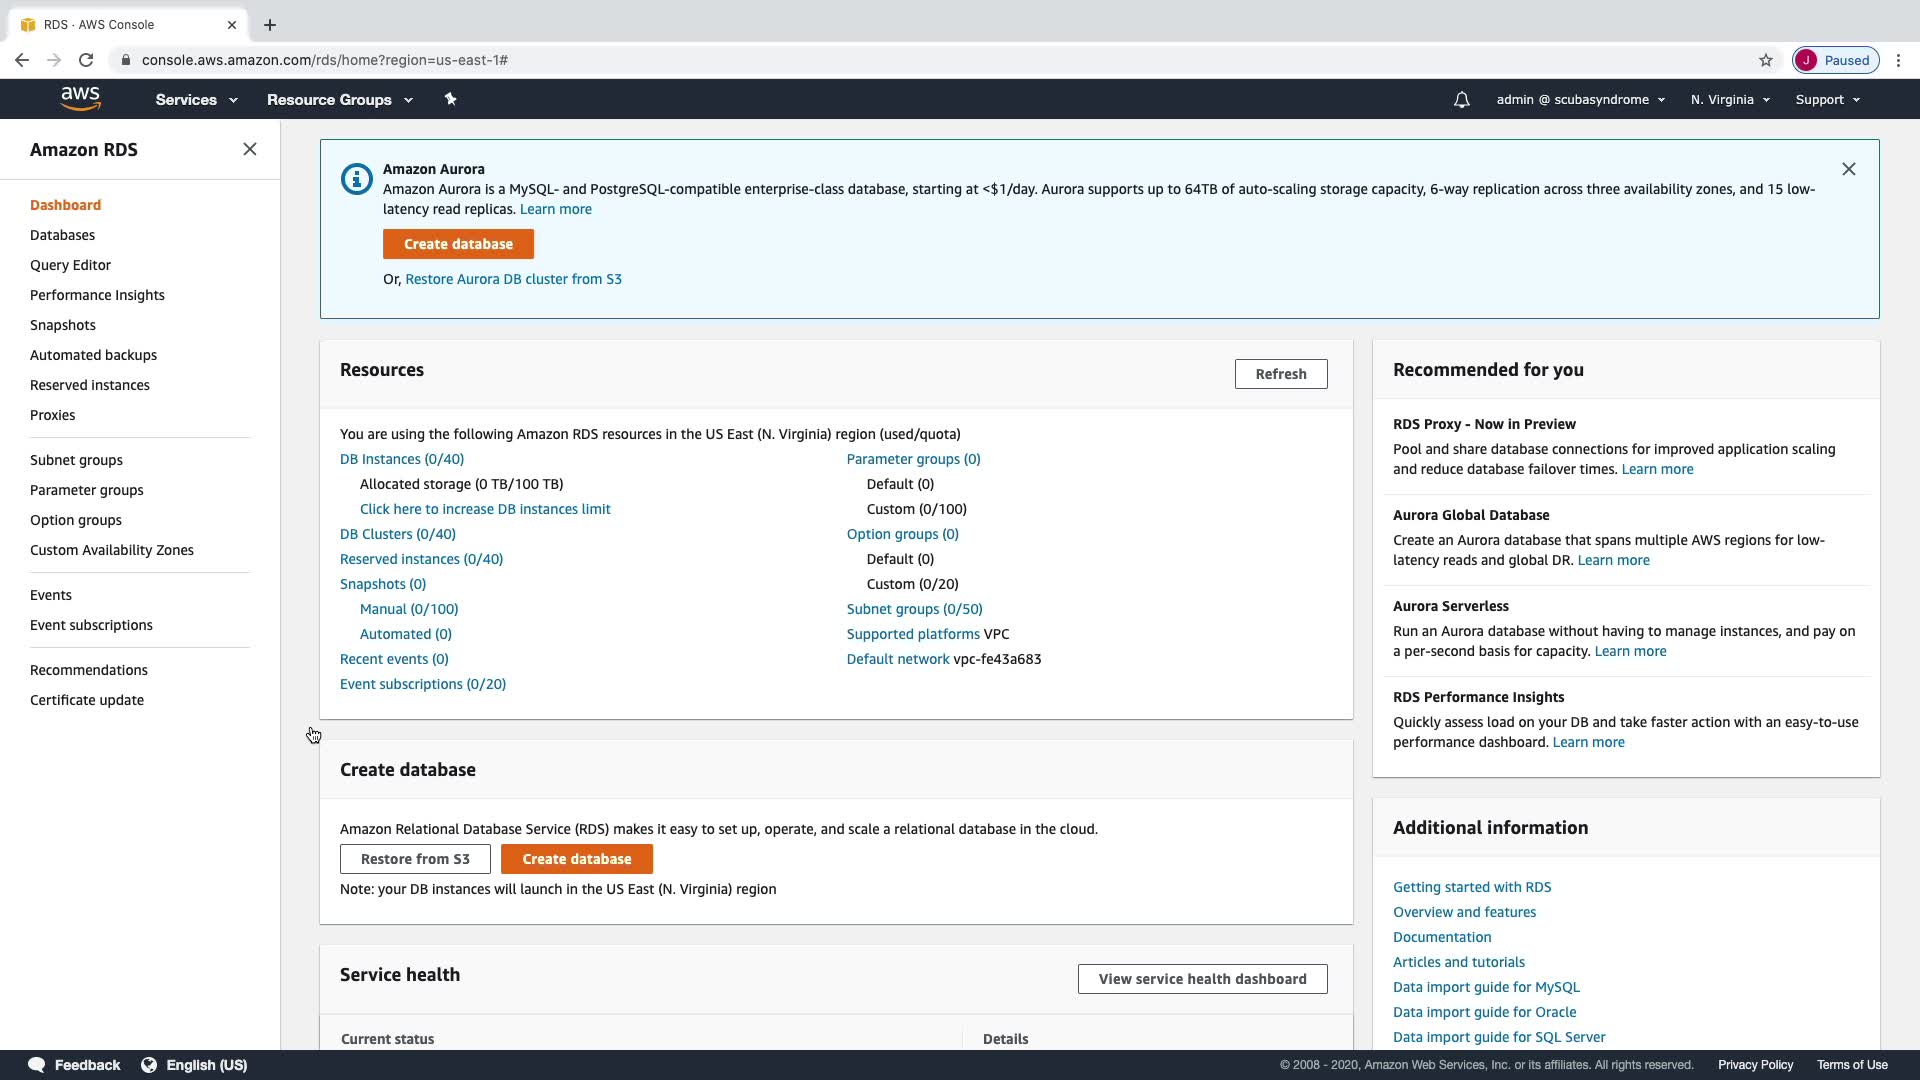 RDS · AWS Console
console.aws.amazon.com/rds/home?region=us-east-1#
J Paused
aws
Services
Resource Groups
admin @ scubasyndrome
N. Virginia
Support
Amazon RDS
Dashboard
Databases
Query Editor
Performance Insights
Snapshots
Automated backups
Reserved instances
Proxies
Subnet groups
Parameter groups
Option groups
Custom Availability Zones
Events
Event subscriptions
Recommendations
Certificate update
Amazon Aurora
Amazon Aurora is a MySQL- and PostgreSQL-compatible enterprise-class database, starting at <$1/day. Aurora supports up to 64TB of auto-scaling storage capacity, 6-way replication across three availability zones, and 15 low-
latency read replicas. Learn more
Create database
Or, Restore Aurora DB cluster from S3
Resources
Refresh
You are using the following Amazon RDS resources in the US East (N. Virginia) region (used/quota)
DB Instances (0/40)
Allocated storage (0 TB/100 TB)
Click here to increase DB instances limit
DB Clusters (0/40)
Reserved instances (0/40)
Snapshots (0)
Manual (0/100)
Automated (0)
Recent events (0)
Event subscriptions (0/20)
Parameter groups (0)
Default (0)
Custom (0/100)
Option groups (0)
Default (0)
Custom (0/20)
Subnet groups (0/50)
Supported platforms VPC
Default network vpc-fe43a683
Create database
Amazon Relational Database Service (RDS) makes it easy to set up, operate, and scale a relational database in the cloud.
Restore from S3
Create database
Note: your DB instances will launch in the US East (N. Virginia) region
Service health
View service health dashboard
Current status
Details
Recommended for you
RDS Proxy - Now in Preview
Pool and share database connections for improved application scaling
and reduce database failover times. Learn more
Aurora Global Database
Create an Aurora database that spans multiple AWS regions for low-
latency reads and global DR. Learn more
Aurora Serverless
Run an Aurora database without having to manage instances, and pay on
a per-second basis for capacity. Learn more
RDS Performance Insights
Quickly assess load on your DB and take faster action with an easy-to-use
performance dashboard. Learn more
Additional information
Getting started with RDS
Overview and features
Documentation
Articles and tutorials
Data import guide for MySQL
Data import guide for Oracle
Data import guide for SQL Server
Feedback
English (US)
© 2008 - 2020, Amazon Web Services, Inc. or its affiliates. All rights reserved.
Privacy Policy
Terms of Use